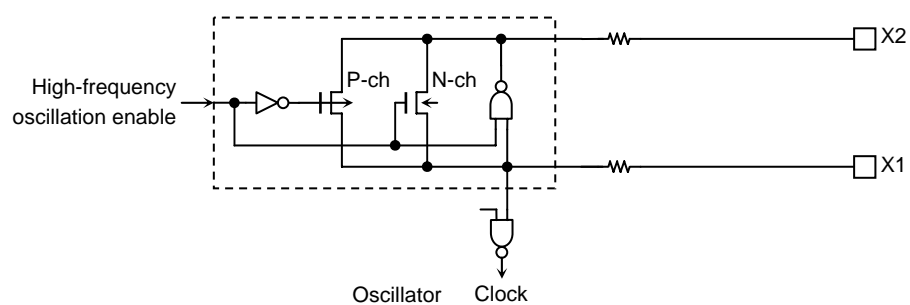 X2
P-ch
N-ch
High-frequency
oscillation enable
X1
Oscillator
Clock